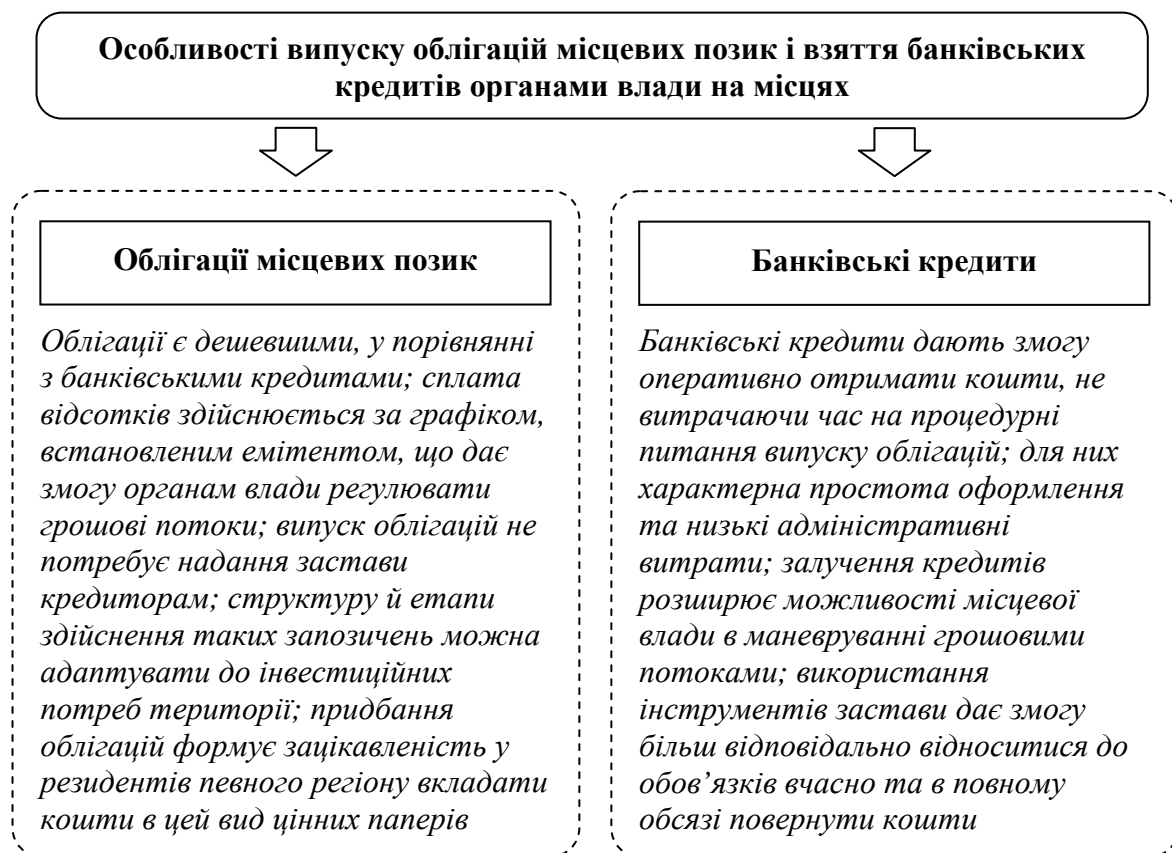 Особливості випуску облігацій місцевих позик і взяття банківських
кредитів органами влади на місцях
Облігації місцевих позик
Облігації є дешевшими, у порівнянні
з банківськими кредитами; сплата
відсотків здійснюється за графіком,
встановленим емітентом, що дає
змогу органам влади регулювати
грошові потоки; випуск облігацій не
потребує надання застави
кредиторам; структуру й етапи
здійснення таких запозичень можна
адаптувати до інвестиційних
потреб території; придбання
облігацій формує зацікавленість у
резидентів певного регіону вкладати
кошти в цей вид цінних паперів
Банківські кредити
Банківські кредити дають змогу
оперативно отримати кошти, не
витрачаючи час на процедурні
питання випуску облігацій; для них
характерна простота оформлення
та низькі адміністративні
витрати; залучення кредитів
розширює можливості місцевої
влади в маневруванні грошовими
потоками; використання
інструментів застави дає змогу
більш відповідально відноситися до
обов’язків вчасно та в повному
обсязі повернути кошти